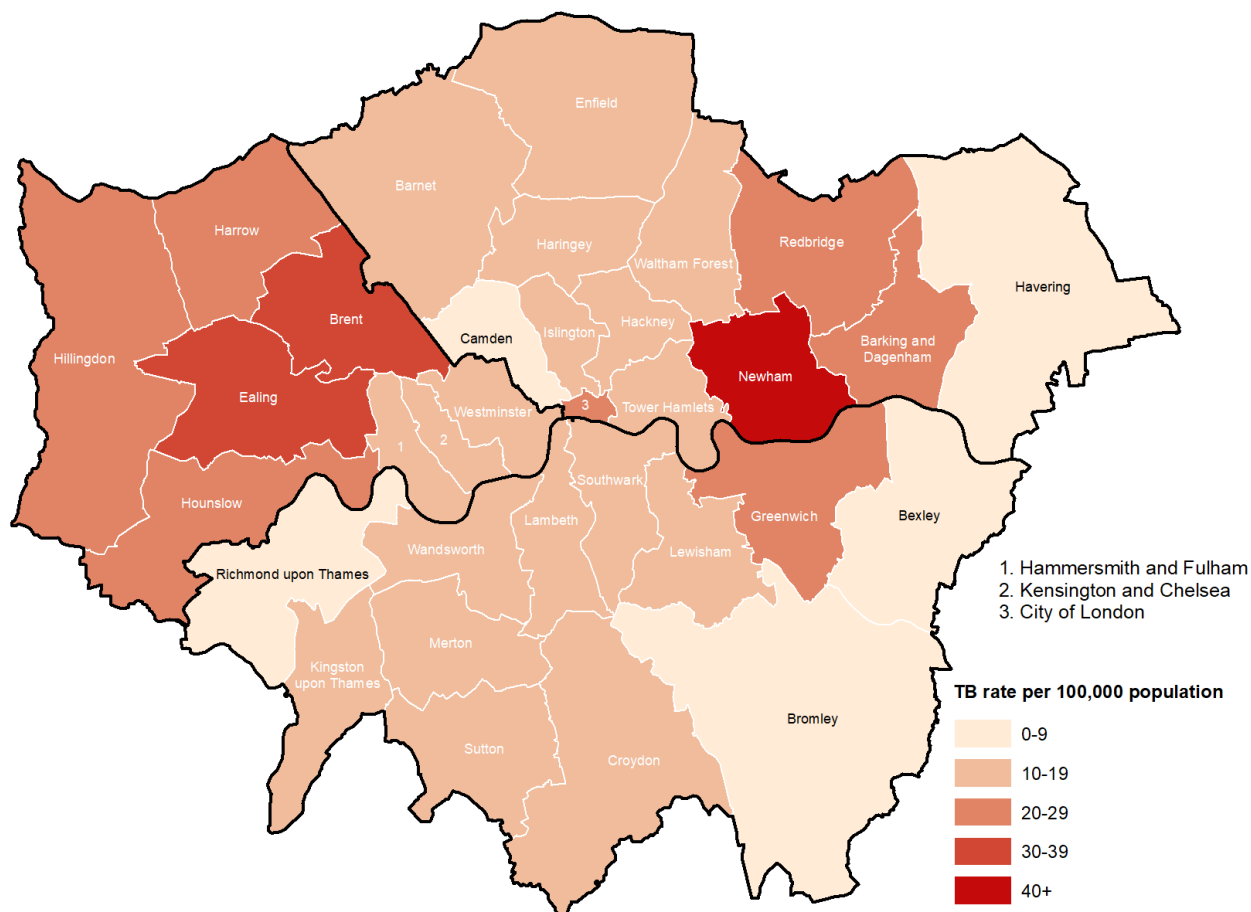 Enfield
Barnet
Harrow
Haringey
Redbridge
Waltham Forest
Havering
Brent
Camden
Islington
Hackney
Barking and
Dagenham
Hillingdon
Newham
Ealing
Westminster
3
Tower Hamlets
2
1
Southwark
Hounslow
Lambeth
Greenwich
Bexley
Wandsworth
Lewisham
Richmond upon Thames
1. Hammersmith and Fulham
2. Kensington and Chelsea
3. City of London
Merton
Kingston
upon Thames
Bromley
Sutton
Croydon
TB rate per 100,000 population
0-9
10-19
20-29
30-39
40+